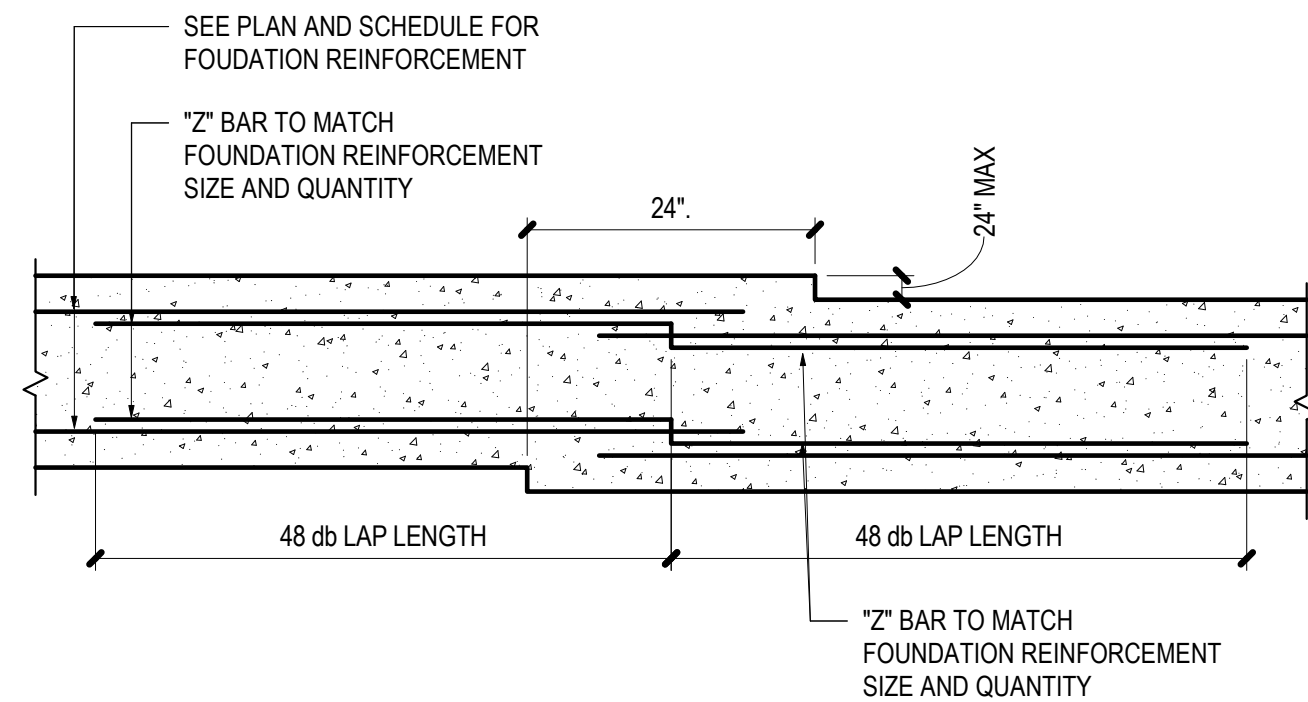 SEE PLAN AND SCHEDULE FOR
FOUDATION REINFORCEMENT
"Z" BAR TO MATCH
FOUNDATION REINFORCEMENT
SIZE AND QUANTITY
24".
24" MAX
48 db LAP LENGTH
48 db LAP LENGTH
"Z" BAR TO MATCH
FOUNDATION REINFORCEMENT
SIZE AND QUANTITY